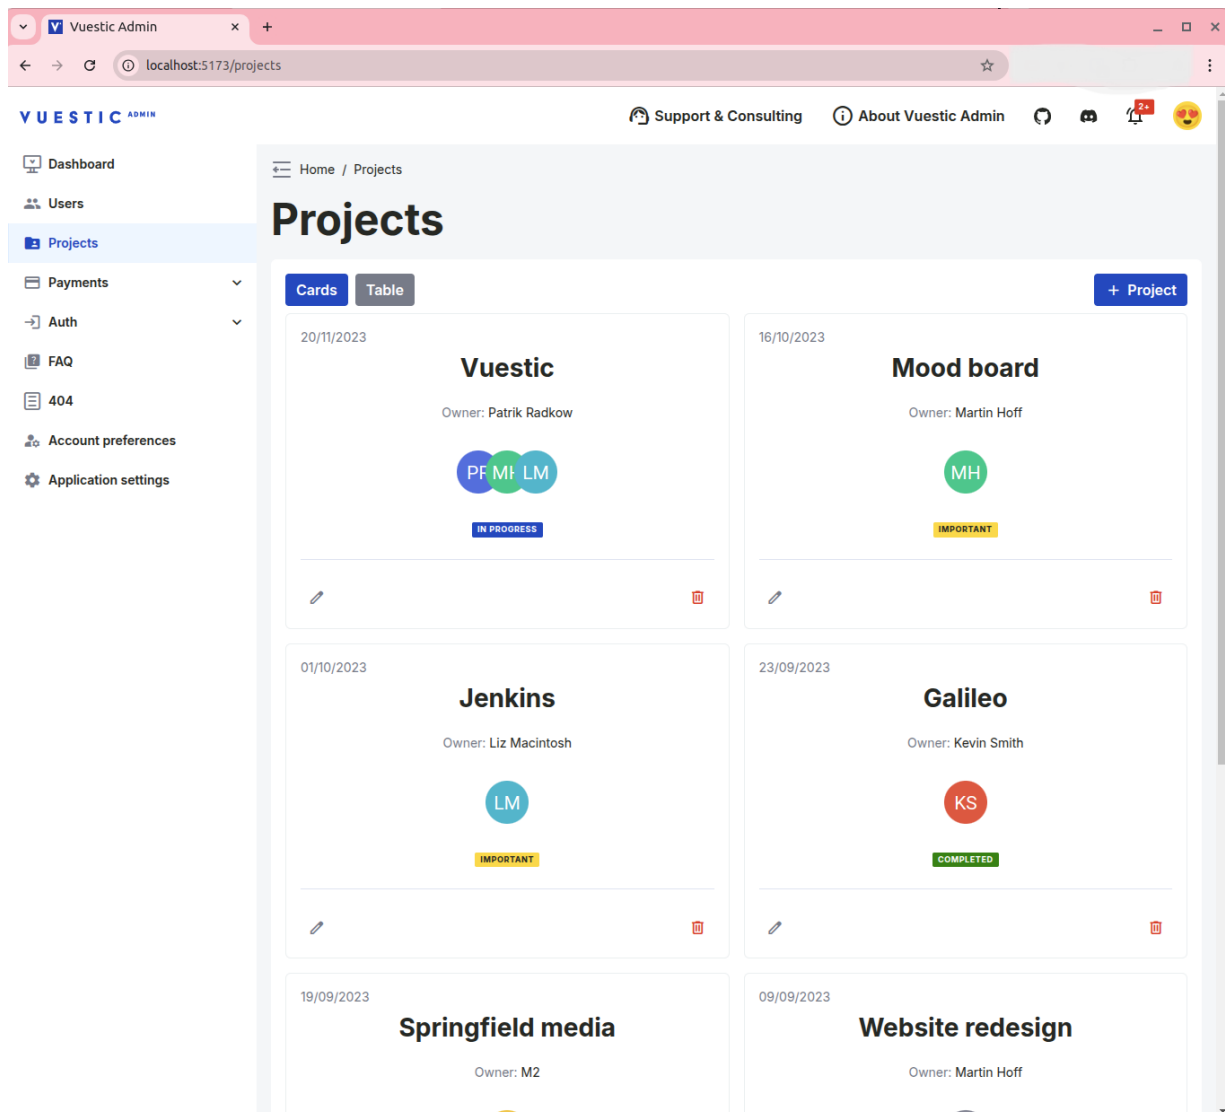 Vuestic Admin
localhost:5173/projects
VUESTIC ADMIN
Support & Consulting
About Vuestic Admin
2+
Dashboard
Users
Projects
Payments
Auth
FAQ
404
Account preferences
Application settings
Home / Projects
Projects
Cards
Table
+ Project
20/11/2023
Vuestic
Owner: Patrik Radkow
LM
IN PROGRESS
16/10/2023
Mood board
Owner: Martin Hoff
MH
IMPORTANT
01/10/2023
Jenkins
Owner: Liz Macintosh
LM
IMPORTANT
23/09/2023
Galileo
Owner: Kevin Smith
KS
COMPLETED
19/09/2023
Springfield media
Owner: M2
09/09/2023
Website redesign
Owner: Martin Hoff